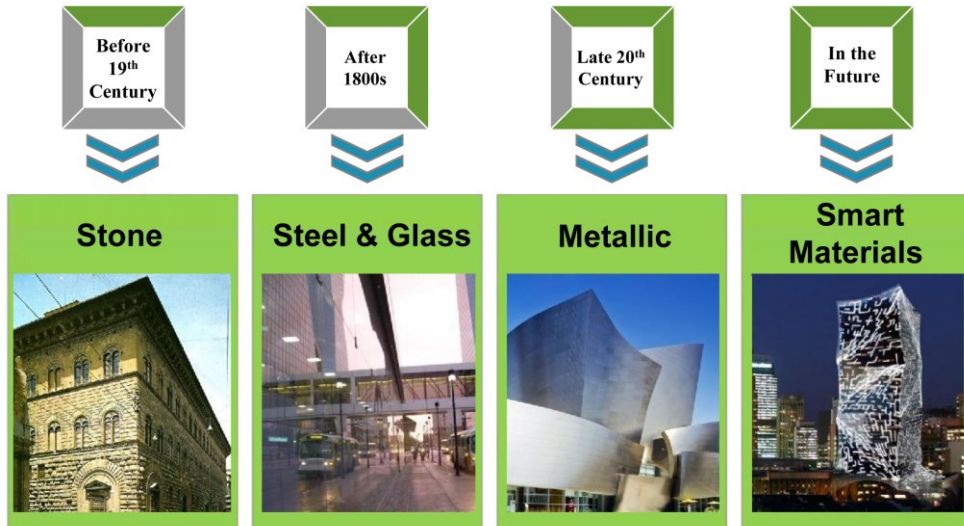 Before
19th
Century
After
1800s
Late 20th
Century
In the
Future
Stone
Steel & Glass
Metallic
Smart
Materials